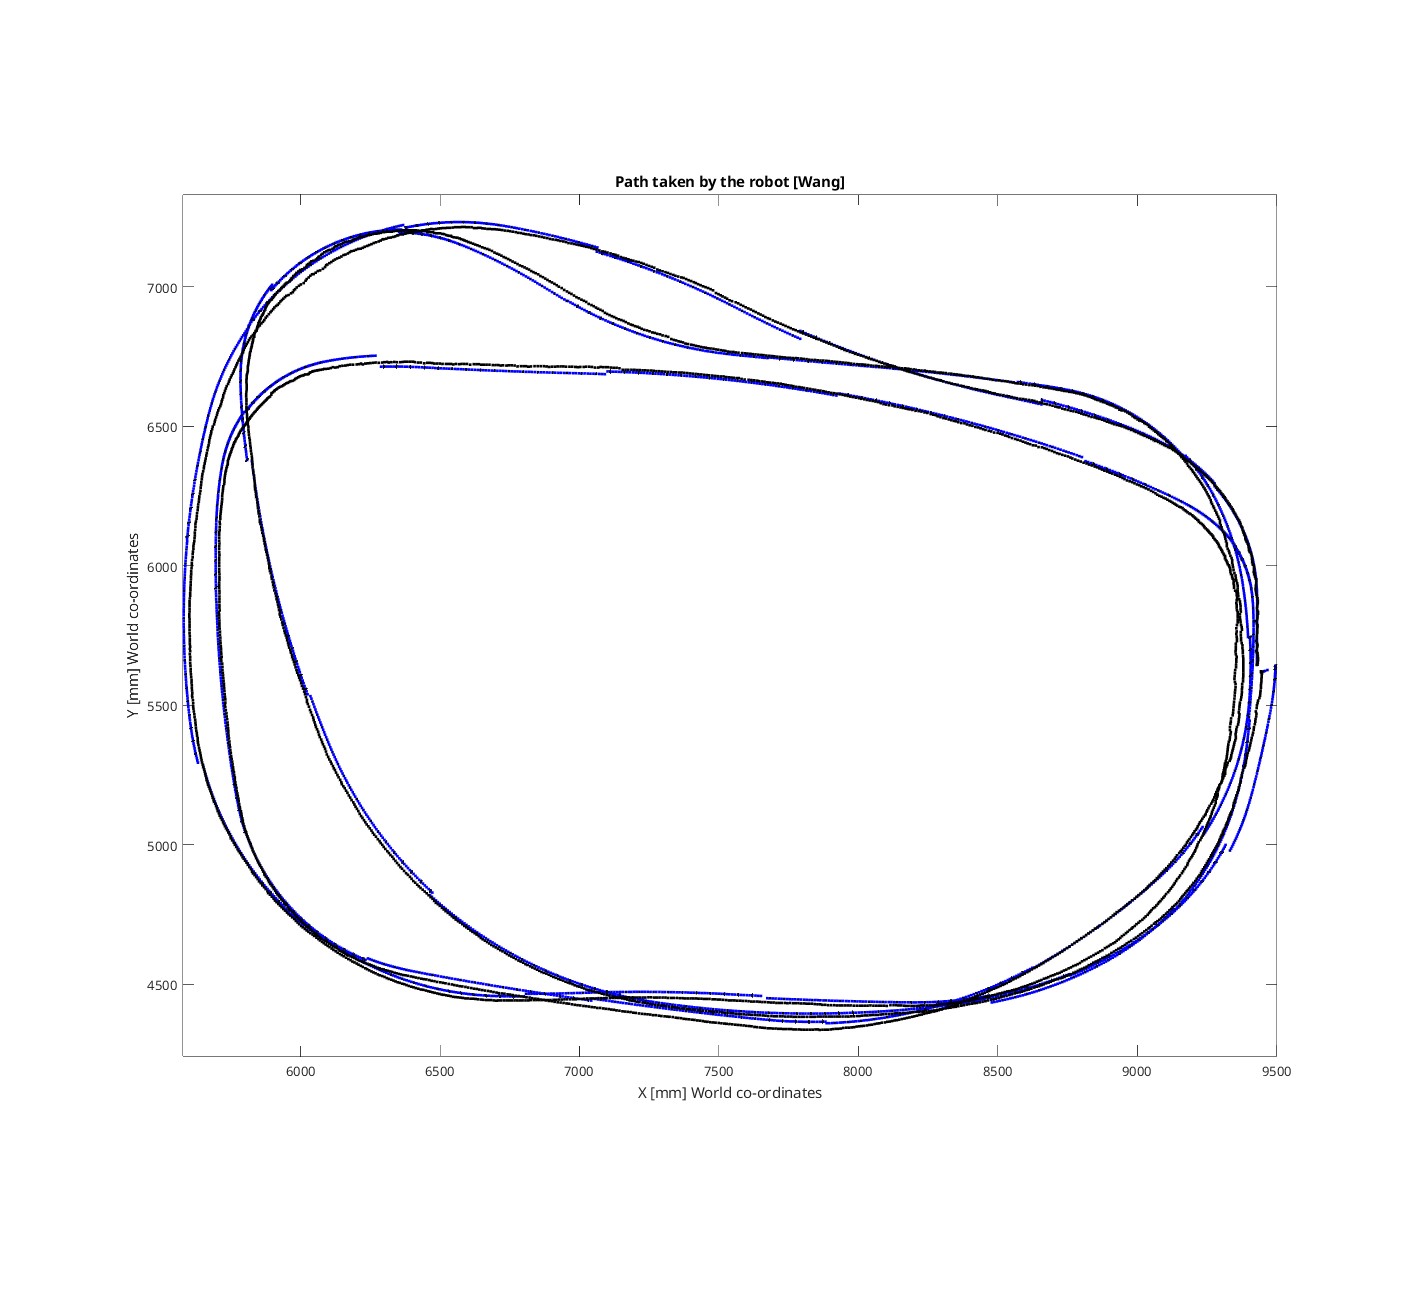 Path taken by the robot [Wang]
7000
6500
6000
5500
5000
4500
Y [mm] World co-ordinates
6000 6500 7000 7500 8000 8500 9000 9500
X [mm] World co-ordinates